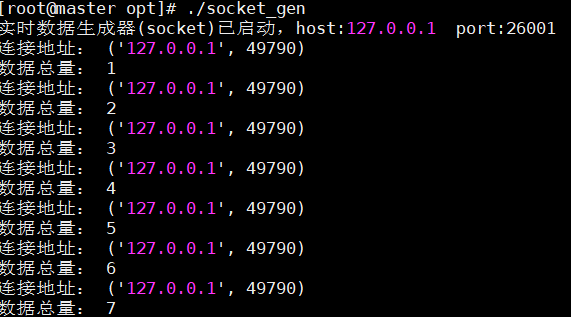 [root@master opt]# ./socket_gen
实时数据生成器(socket)已启动，host:127.0.0.1  port:26001
连接地址： ('127.0.0.1', 49790)
数据总量： 1
连接地址： ('127.0.0.1', 49790)
数据总量： 2
连接地址： ('127.0.0.1', 49790)
数据总量： 3
连接地址： ('127.0.0.1', 49790)
数据总量： 4
连接地址： ('127.0.0.1', 49790)
数据总量： 5
连接地址： ('127.0.0.1', 49790)
数据总量： 6
连接地址： ('127.0.0.1', 49790)
数据总量： 7